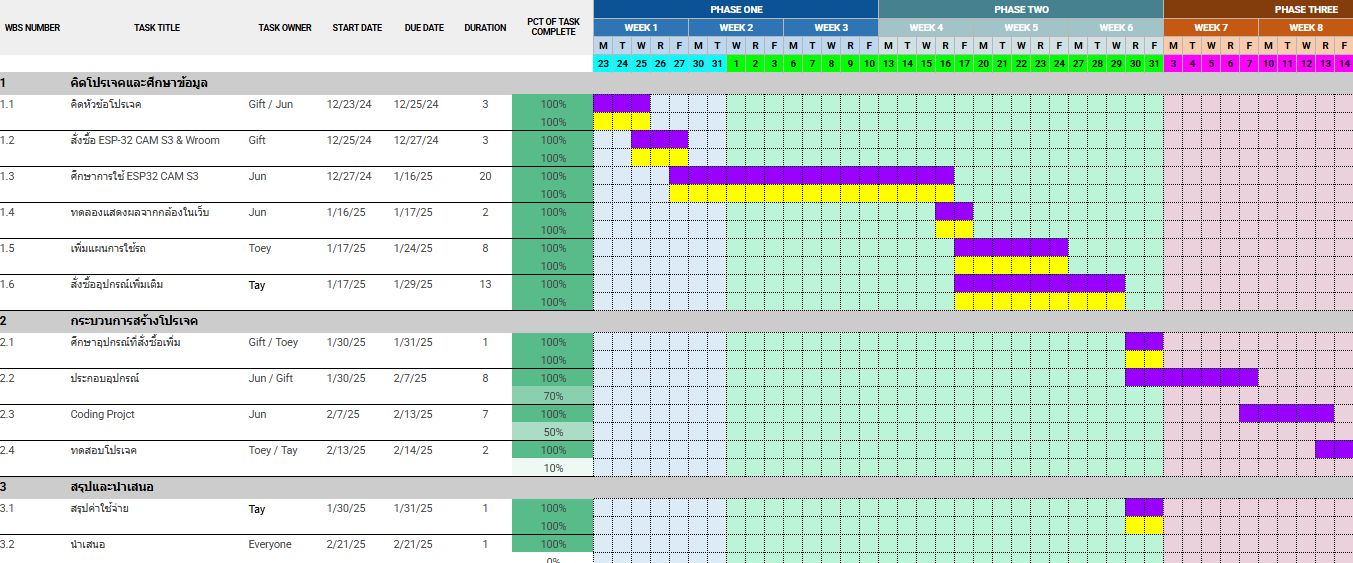 PHASE ONE PHASE TWO PHASE THREE
WBS NUMBER TASK TITLE TASK OWNER START DATE DUE DATE DURATION PCT OF TASK COMPLETE
WEEK 1 WEEK 2 WEEK 3 WEEK 4 WEEK 5 WEEK 6 WEEK 7 WEEK 8
M T W R F M T W R F M T W R F M T W R F M T W R F M T W R F M T W R F M T W R F
23 24 25 26 27 30 31 1 2 3 6 7 8 9 10 13 14 15 16 17 20 21 22 23 24 27 28 29 30 31 3 4 5 6 7 10 11 12 13 14
1 คิดโปรเจคและศึกษาข้อมูล
1.1 คิดหัวข้อโปรเจค Gift / Jun 12/23/24 12/25/24 3 100%
100%
1.2 สั่งซื้อ ESP-32 CAM S3 & Wroom Gift 12/25/24 12/27/24 3 100%
100%
1.3 ศึกษาการใช้ ESP32 CAM S3 Jun 12/27/24 1/16/25 20 100%
100%
1.4 ทดลองแสดงผลจากกล้องในเว็บ Jun 1/16/25 1/17/25 2 100%
100%
1.5 เพิ่มแผนการใช้รถ Toey 1/17/25 1/24/25 8 100%
100%
1.6 สั่งซื้ออุปกรณ์เพิ่มเติม Tay 1/17/25 1/29/25 13 100%
100%
2 กระบวนการสร้างโปรเจค
2.1 ศึกษาอุปกรณ์ที่สั่งซื้อเพิ่ม Gift / Toey 1/30/25 1/31/25 1 100%
100%
2.2 ประกอบอุปกรณ์ Jun / Gift 1/30/25 2/7/25 8 100%
70%
2.3 Coding Projct Jun 2/7/25 2/13/25 7 100%
50%
2.4 ทดสอบโปรเจค Toey / Tay 2/13/25 2/14/25 2 100%
10%
3 สรุปและนำเสนอ
3.1 สรุปค่าใช้จ่าย Tay 1/30/25 1/31/25 1 100%
100%
3.2 นำเสนอ Everyone 2/21/25 2/21/25 1 100%
0%